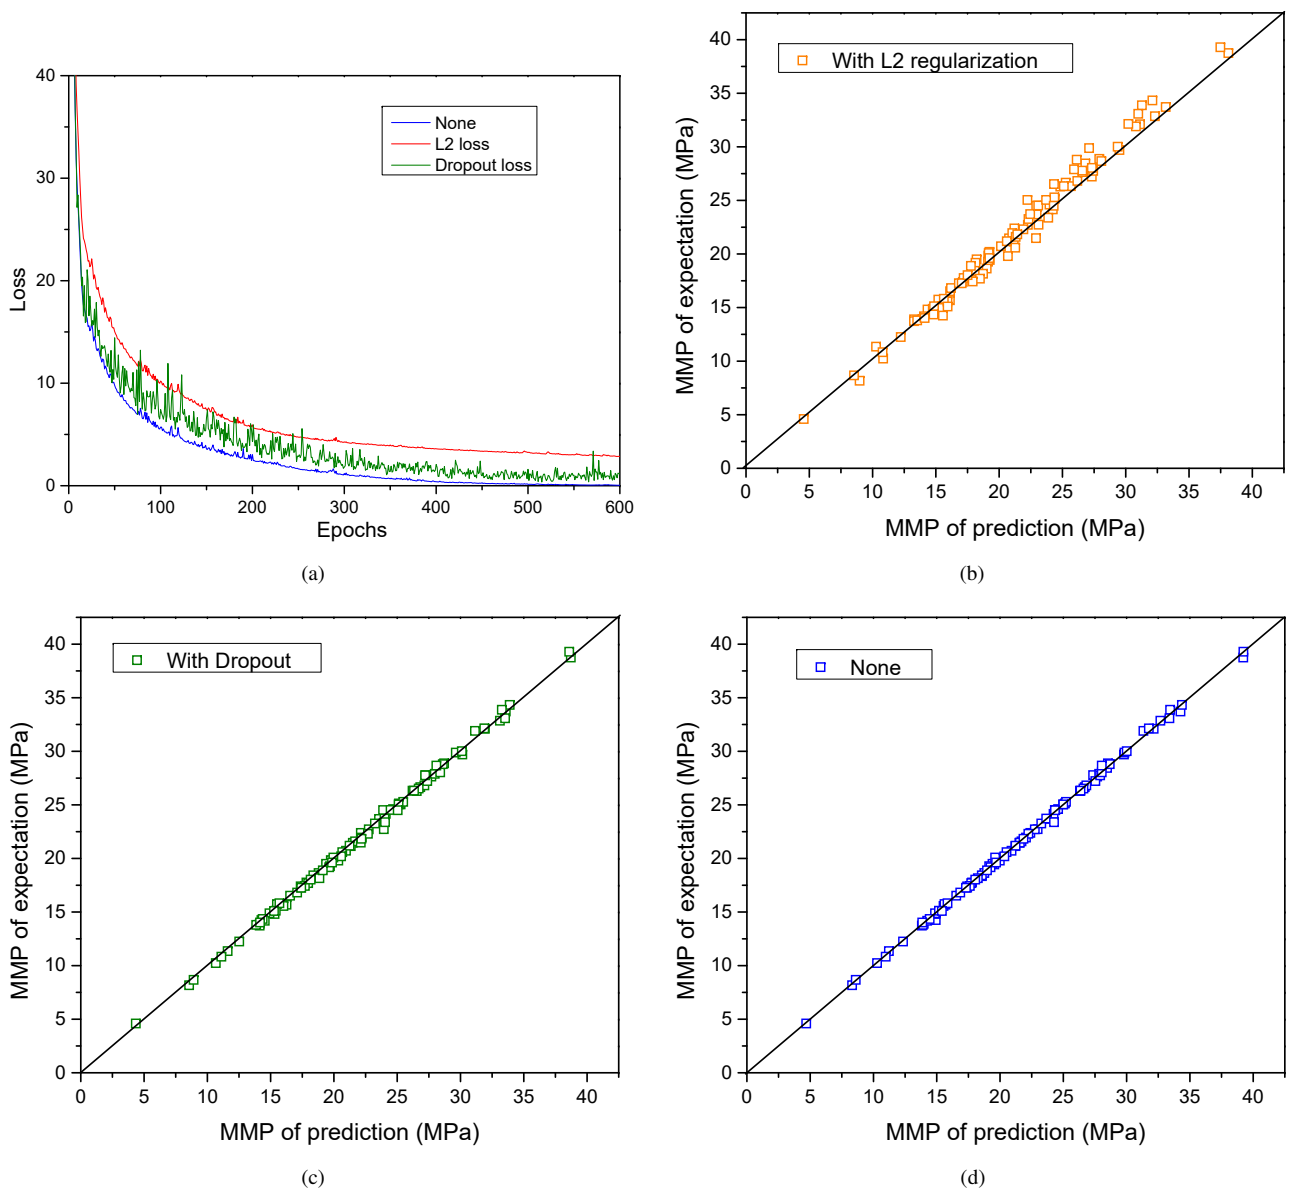 40
30
20
10
0
Loss
None
L2 loss
Dropout loss
0 100 200 300 400 500 600
Epochs
(a)
40
35
30
25
20
15
10
5
0
MMP of expectation (MPa)
With L2 regularization
0 5 10 15 20 25 30 35 40
MMP of prediction (MPa)
(b)
40
35
30
25
20
15
10
5
0
MMP of expectation (MPa)
With Dropout
0 5 10 15 20 25 30 35 40
MMP of prediction (MPa)
(c)
40
35
30
25
20
15
10
5
0
MMP of expectation (MPa)
None
0 5 10 15 20 25 30 35 40
MMP of prediction (MPa)
(d)